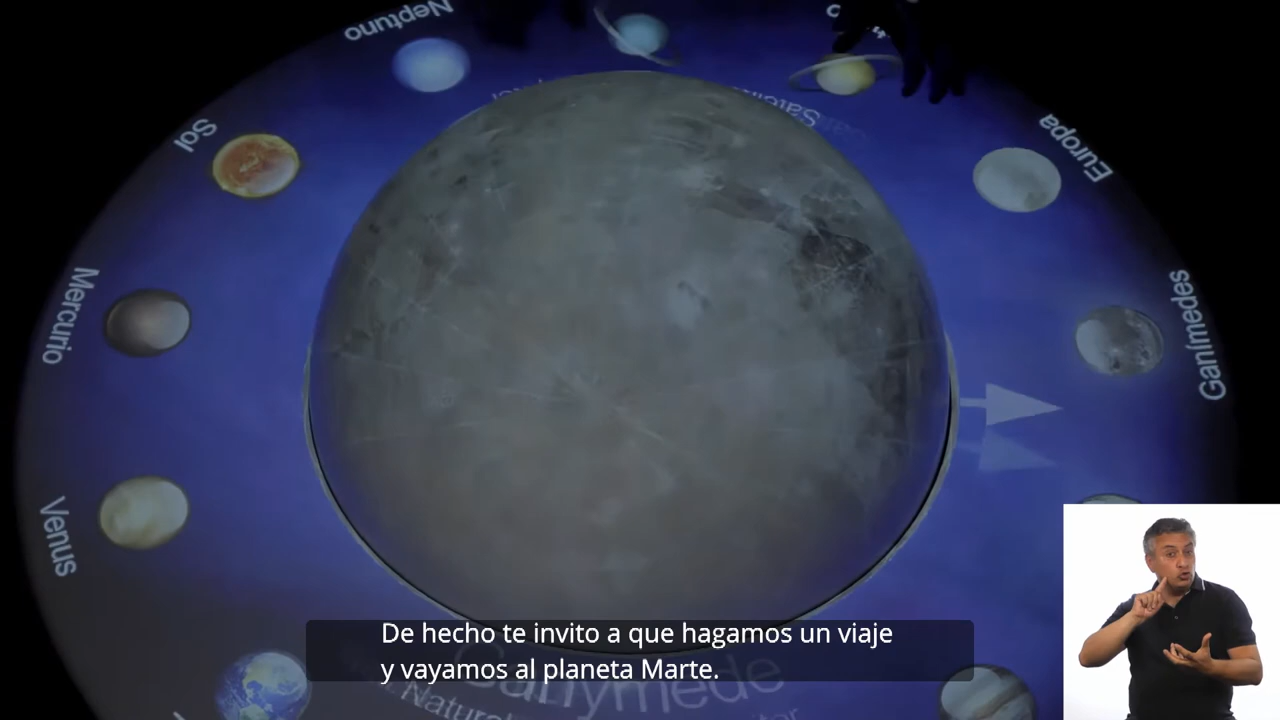 Neptuno
Sol
Europa
Mercurio
Ganímedes
Venus
De hecho te invito a que hagamos un viaje
y vayamos al planeta Marte.
Ganymede